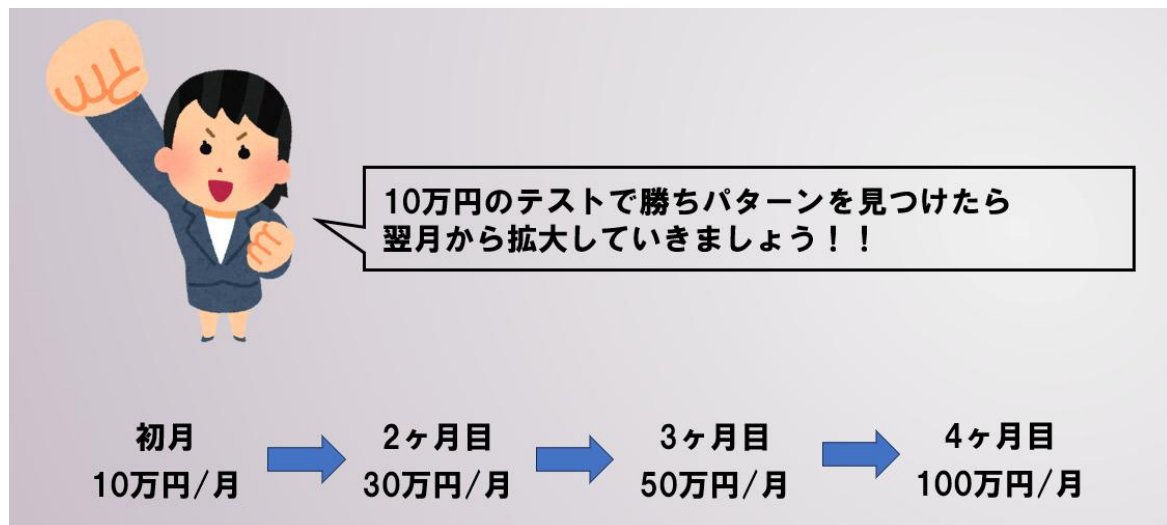 10万円のテストで勝ちパターンを見つけたら
翌月から拡大していきましょう！！
初月
10万円/月
2ヶ月目
30万円/月
3ヶ月目
50万円/月
4ヶ月目
100万円/月